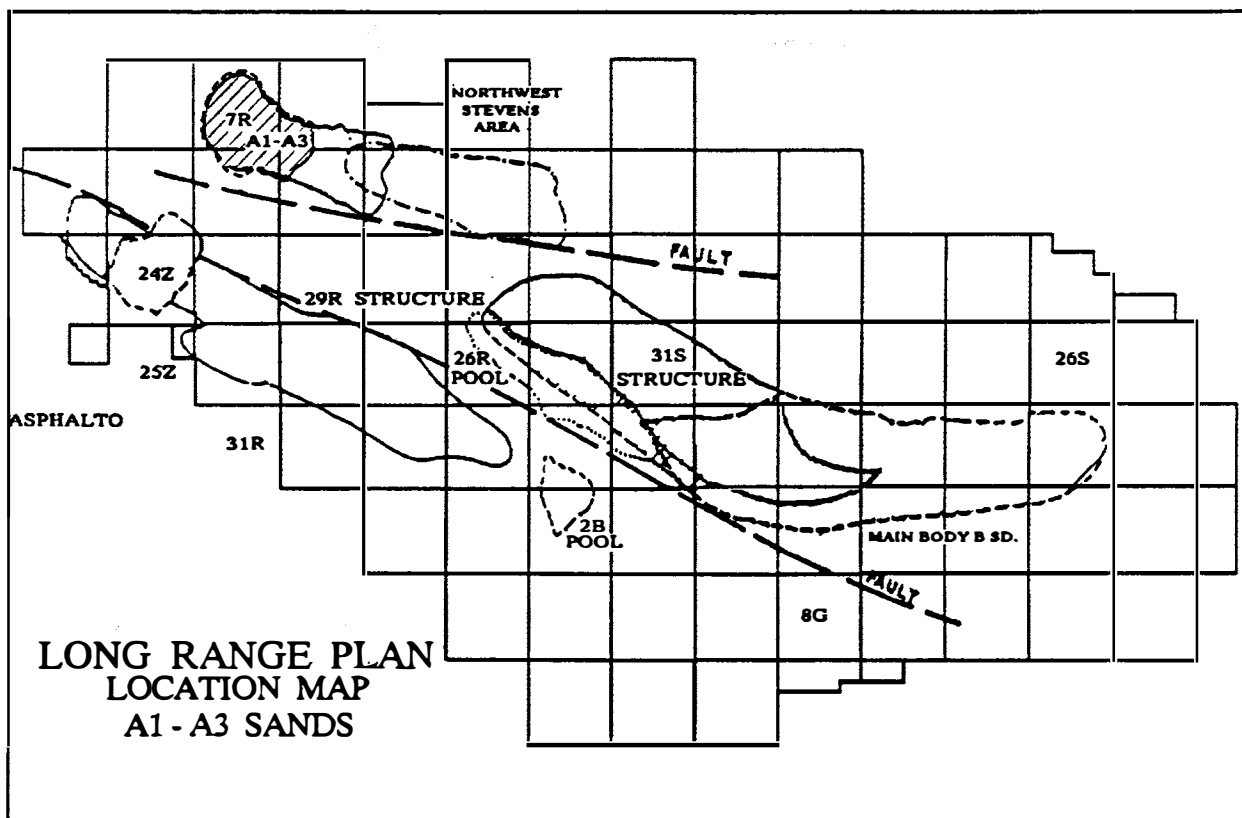 NORTHWEST
STEVENS
AREA
7R
A1-A3
FAULT
24Z
29R STRUCTURE
26R
POOL
31S
STRUCTURE
26S
25Z
ASPHALTO
31R
2B
POOL
MAIN BODY B SD.
FAULT
8G
LONG RANGE PLAN
LOCATION MAP
A1 - A3 SANDS